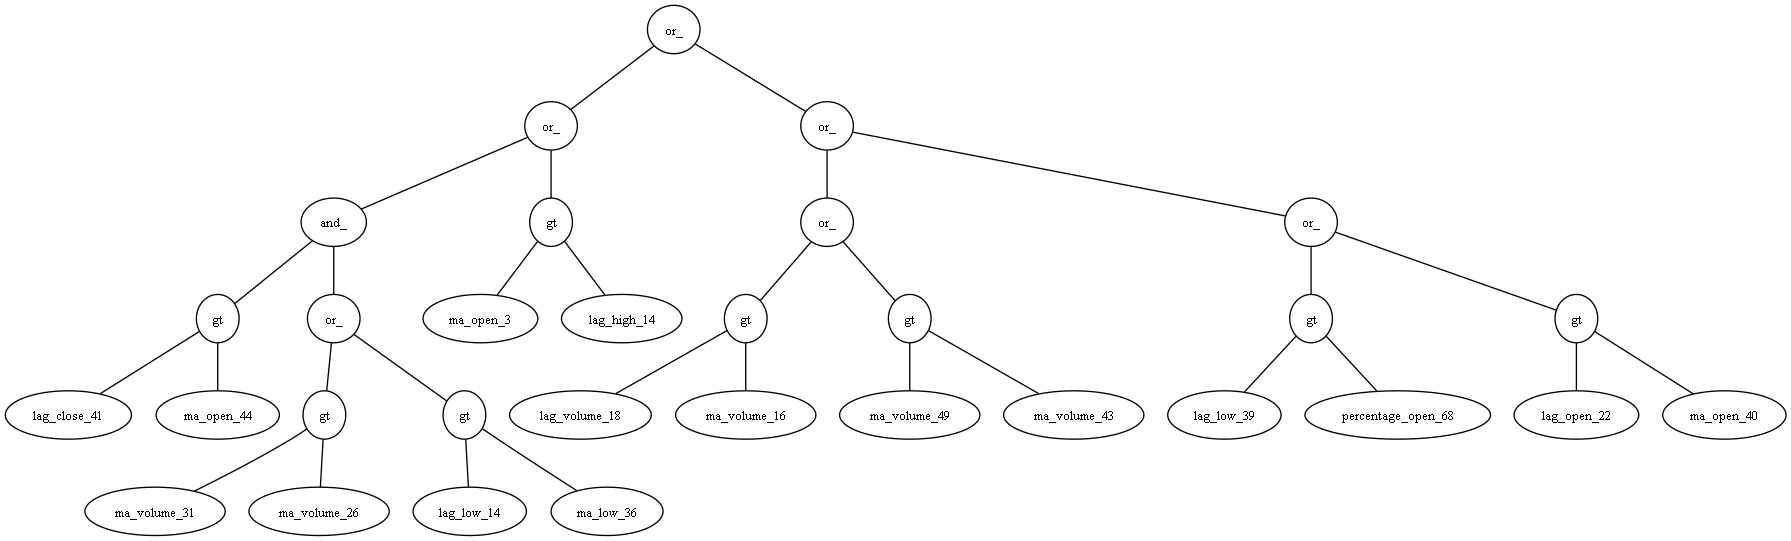 or_
or_ or_
and_ gt or_ or_
gt or_ ma_open_3 lag_high_14 gt gt gt gt
lag_close_41 ma_open_44 gt gt lag_volume_18 ma_volume_16 ma_volume_49 ma_volume_43 lag_low_39 percentage_open_68 lag_open_22 ma_open_40
ma_volume_31 ma_volume_26 lag_low_14 ma_low_36